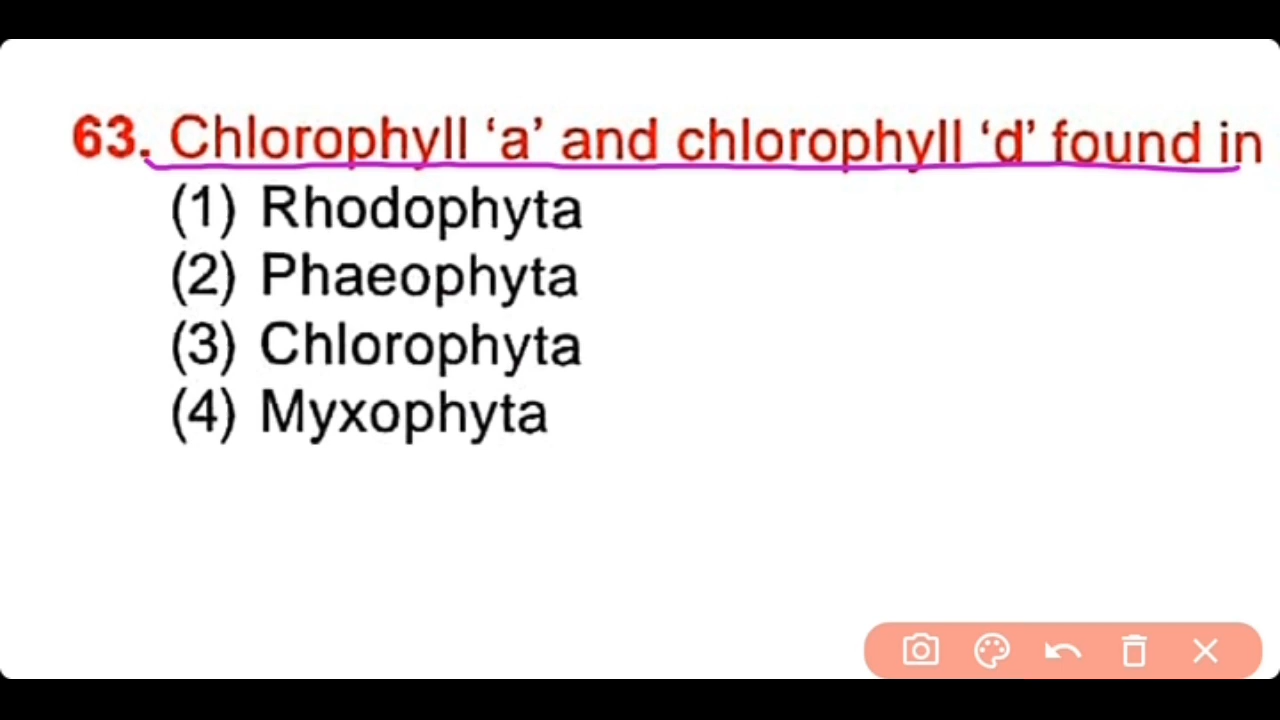 63. Chlorophyll ‘a’ and chlorophyll ‘d’ found in
(1) Rhodophyta
(2) Phaeophyta
(3) Chlorophyta
(4) Myxophyta